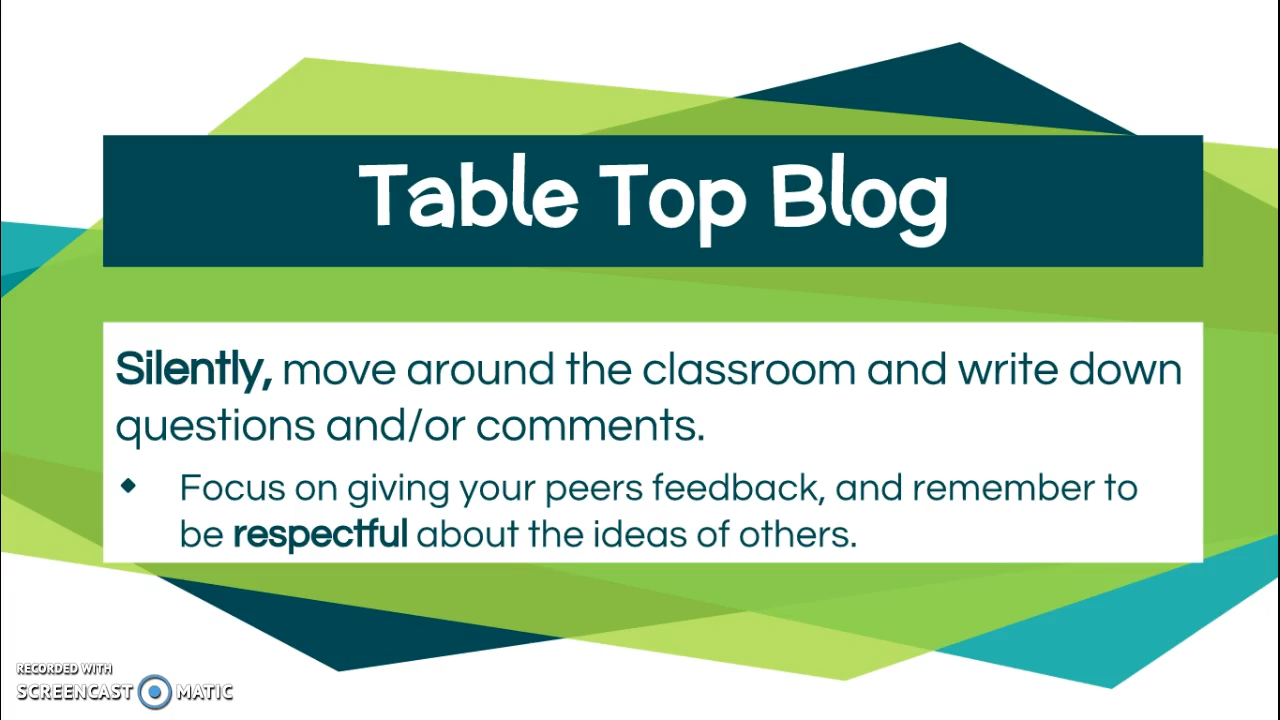 Table Top Blog
Silently, move around the classroom and write down
questions and/or comments.
◆ Focus on giving your peers feedback, and remember to
be respectful about the ideas of others.
RECORDED WITH
SCREENCAST MATIC